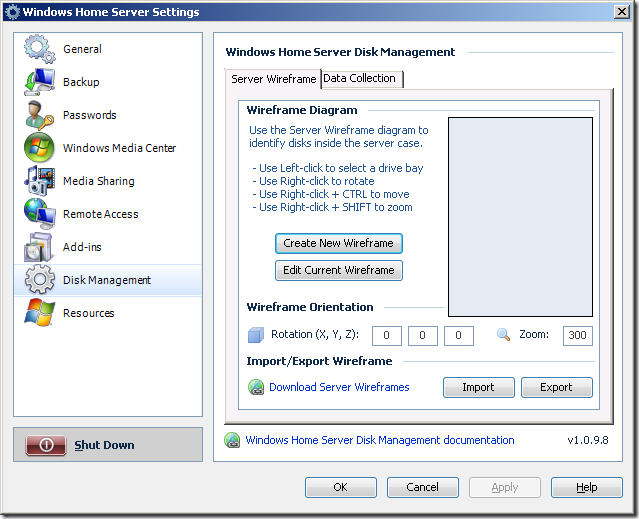 Windows Home Server Settings
General
Backup
Passwords
Windows Media Center
Media Sharing
Remote Access
Add-ins
Disk Management
Resources
Shut Down
Windows Home Server Disk Management
Server Wireframe
Data Collection
Wireframe Diagram
Use the Server Wireframe diagram to
identify disks inside the server case.
- Use Left-click to select a drive bay
- Use Right-click to rotate
- Use Right-click + CTRL to move
- Use Right-click + SHIFT to zoom
Create New Wireframe
Edit Current Wireframe
Wireframe Orientation
Rotation (X, Y, Z): 0 0 0 Zoom: 300
Import/Export Wireframe
Download Server Wireframes Import Export
Windows Home Server Disk Management documentation v1.0.9.8
OK Cancel Apply Help